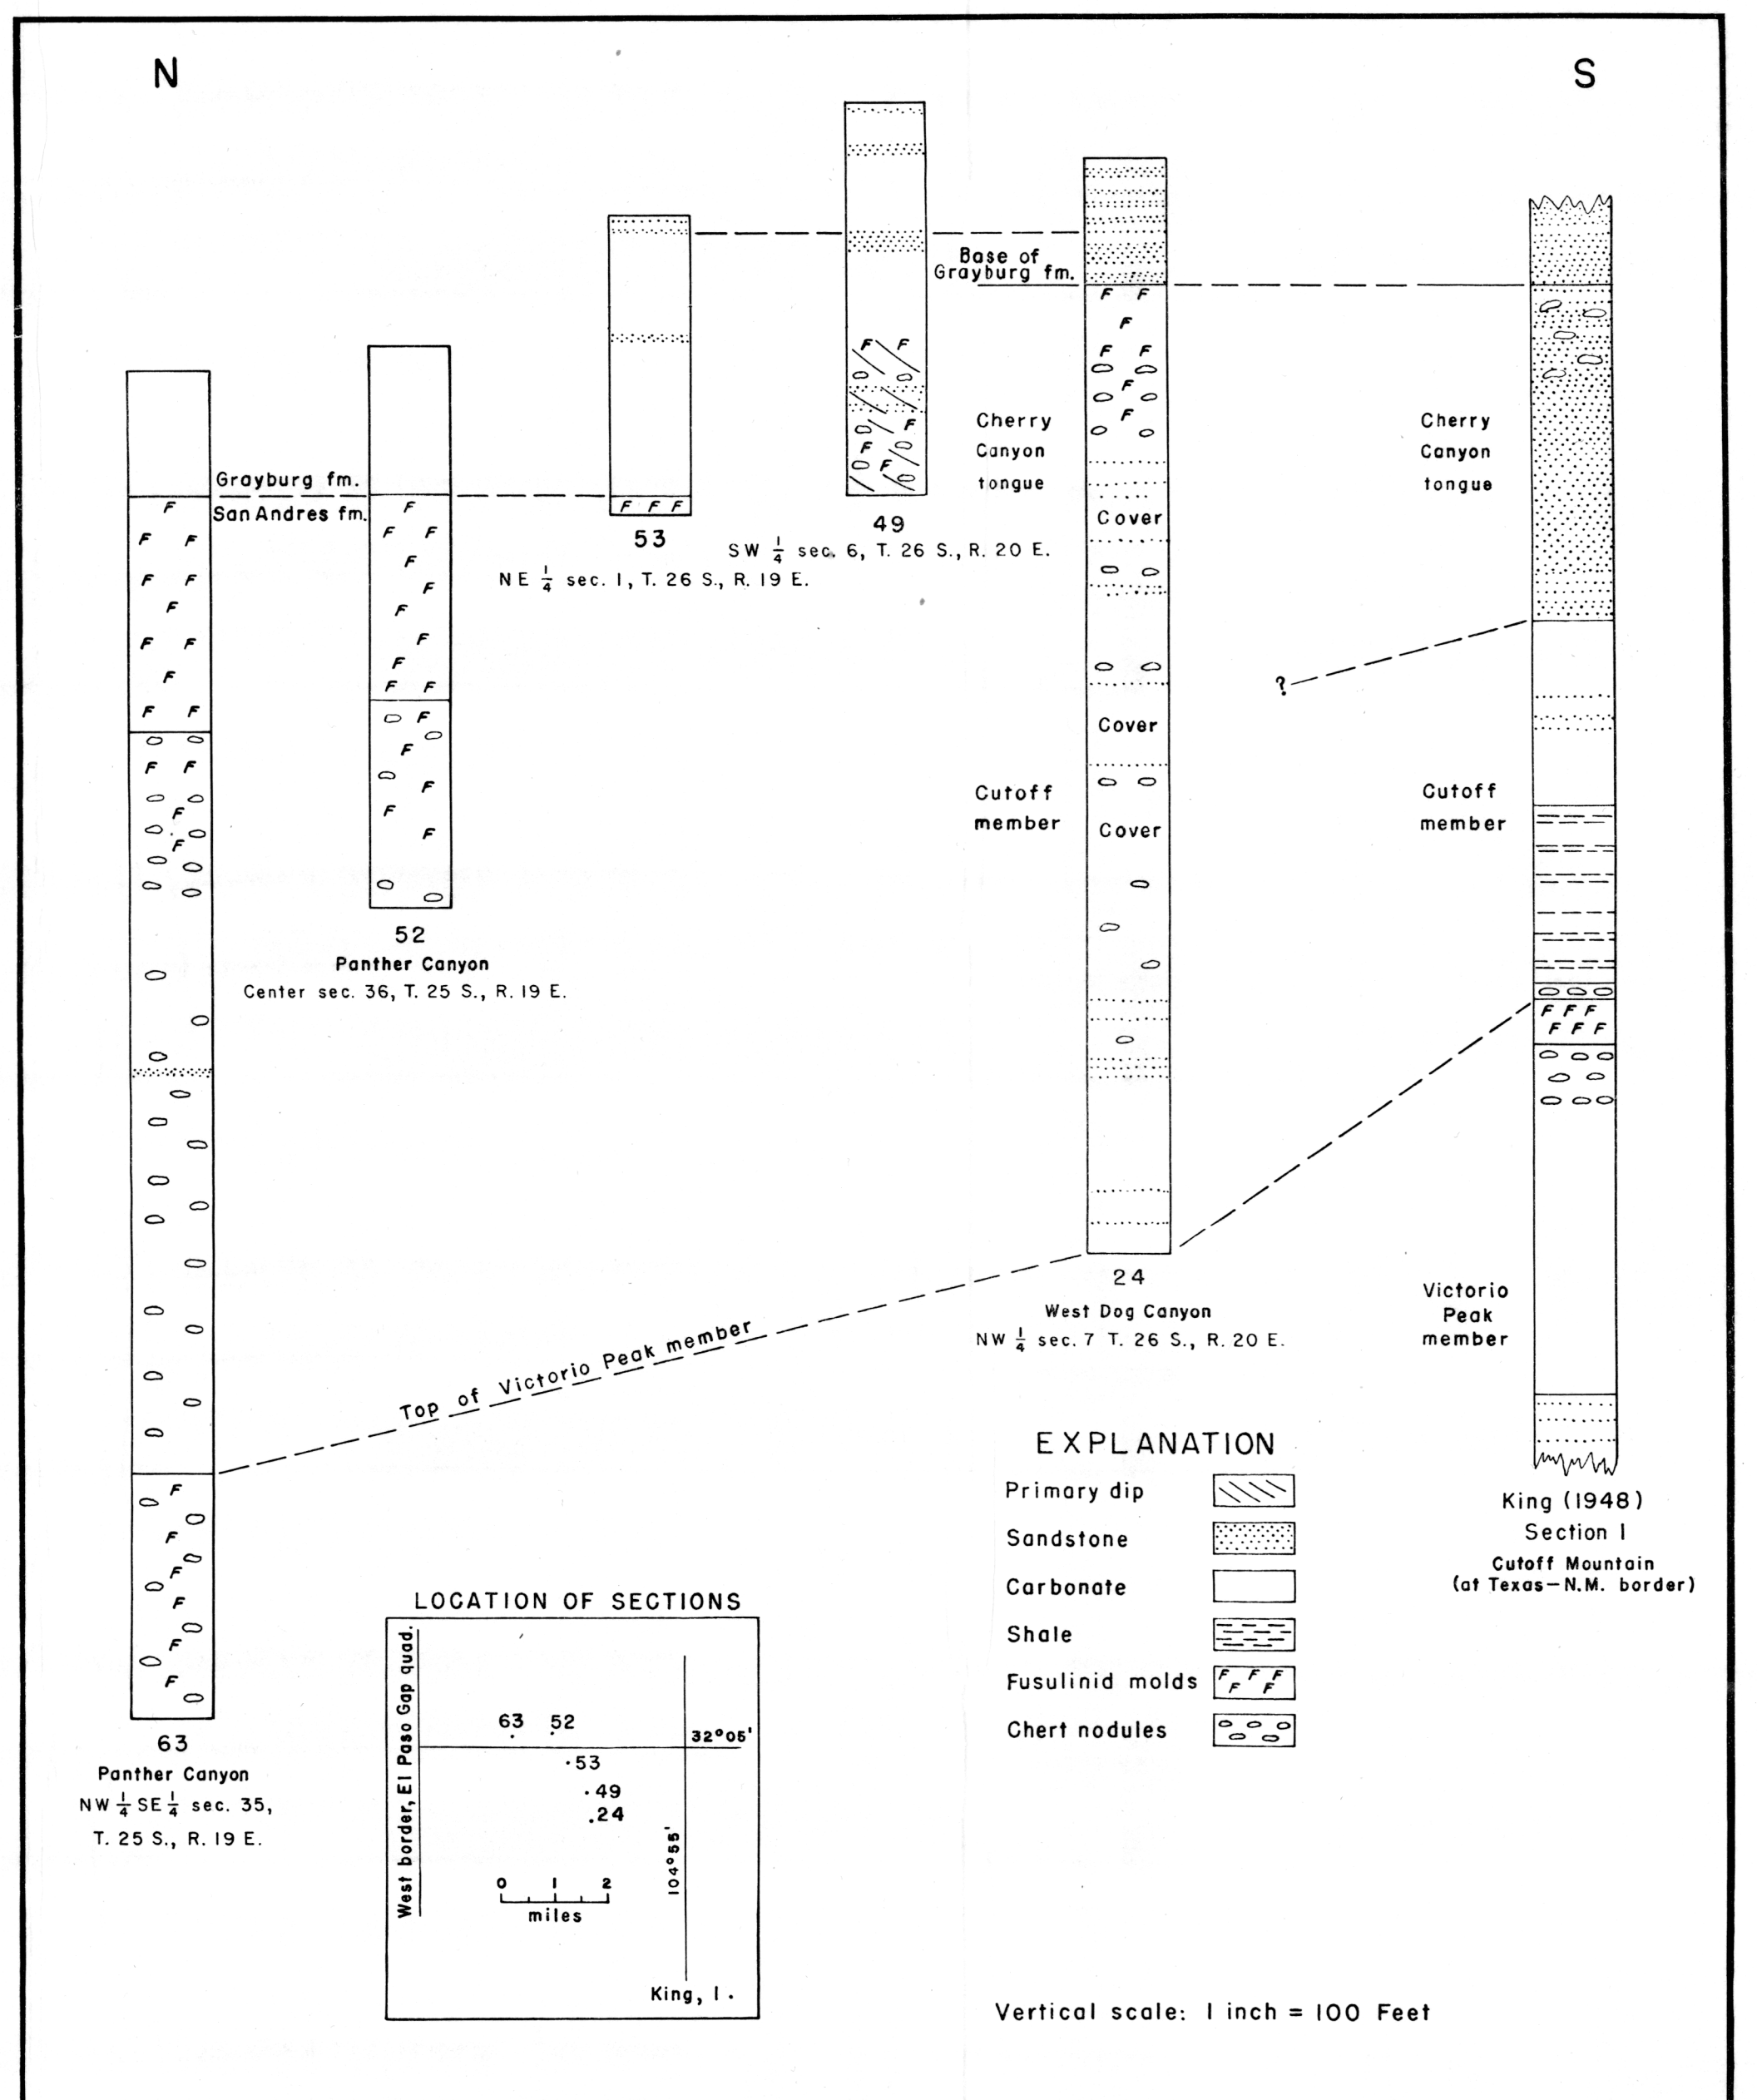 N
S
Grayburg fm.
San Andres fm.
Base of
Grayburg fm.
53
NE 1/4 sec. 1, T. 26 S., R. 19 E.
49
SW 1/4 sec. 6, T. 26 S., R. 20 E.
52
Panther Canyon
Center sec. 36, T. 25 S., R. 19 E.
Cherry
Canyon
tongue
Cover
Cover
Cover
Cutoff
member
Cherry
Canyon
tongue
?
Cutoff
member
Victorio
Peak
member
Top of Victorio Peak member
24
West Dog Canyon
NW 1/4 sec. 7 T. 26 S., R. 20 E.
King (1948)
Section 1
Cutoff Mountain
(at Texas-N.M. border)
63
Panther Canyon
NW 1/4 SE 1/4 sec. 35,
T. 25 S., R. 19 E.
EXPLANATION
Primary dip
Sandstone
Carbonate
Shale
Fusulinid molds
F F F
F F
Chert nodules
LOCATION OF SECTIONS
West border, El Paso Gap quad.
63 52
32°05'
53
49
24
104°55'
0 1 2
miles
King, 1.
Vertical scale: 1 inch = 100 Feet